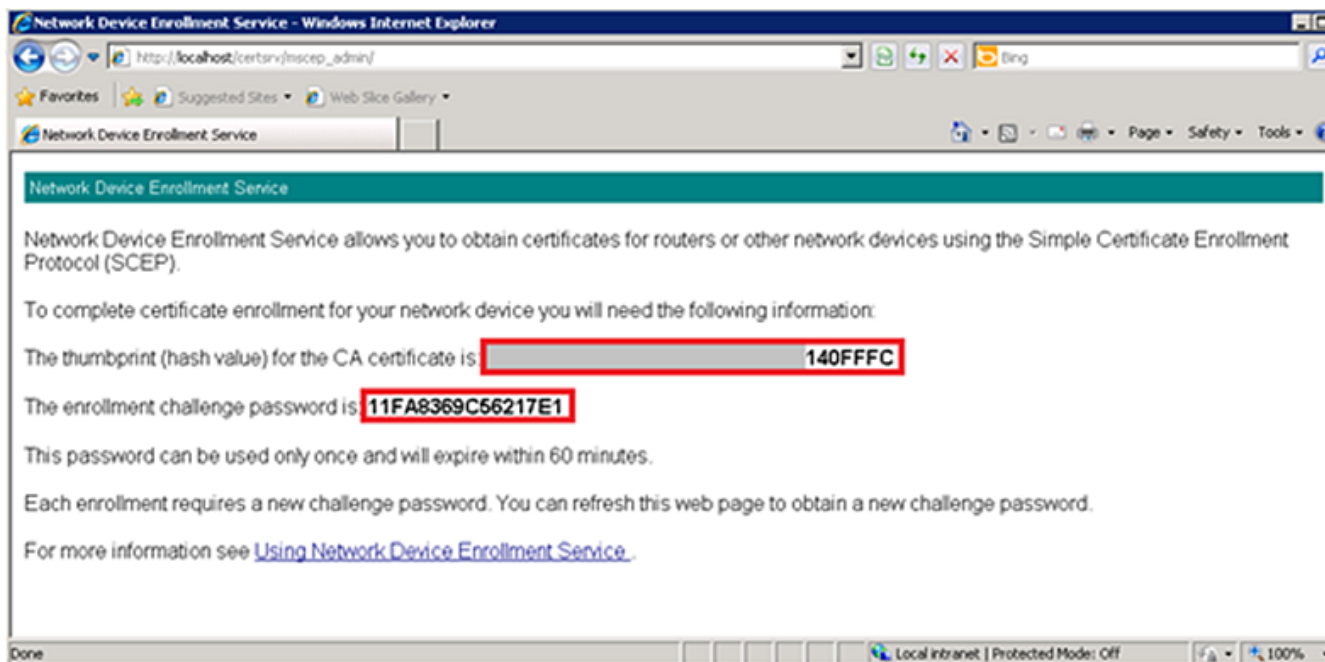 Network Device Enrollment Service - Windows Internet Explorer
http://localhost/certsrv/mscep_admin/
Bing
Favorites Suggested Sites Web Slice Gallery
Network Device Enrollment Service
Page Safety Tools
Network Device Enrollment Service
Network Device Enrollment Service allows you to obtain certificates for routers or other network devices using the Simple Certificate Enrollment
Protocol (SCEP).
To complete certificate enrollment for your network device you will need the following information:
The thumbprint (hash value) for the CA certificate is: 140FFFC
The enrollment challenge password is: 11FA8369C56217E1
This password can be used only once and will expire within 60 minutes.
Each enrollment requires a new challenge password. You can refresh this web page to obtain a new challenge password.
For more information see Using Network Device Enrollment Service .
Done
Local intranet | Protected Mode: Off
100%